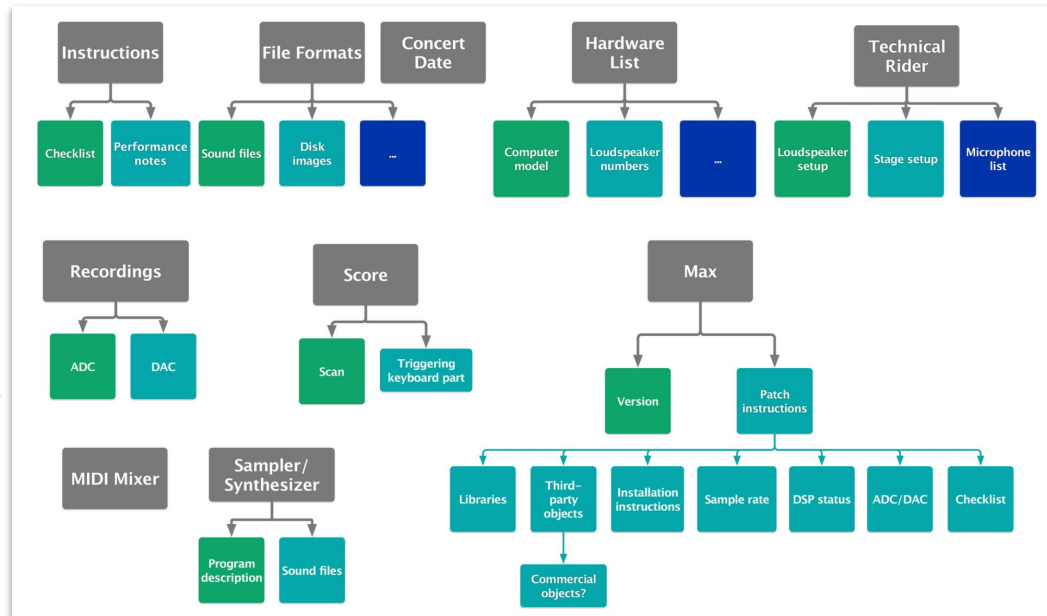 Instructions
File Formats
Concert
Date
Hardware
List
Technical
Rider
Checklist
Performance
notes
Sound files
Disk
images
...
Computer
model
Loudspeaker
numbers
...
Loudspeaker
setup
Stage setup
Microphone
list
Recordings
Score
Max
ADC
DAC
Scan
Triggering
keyboard part
Version
Patch
instructions
MIDI Mixer
Sampler/
Synthesizer
Libraries
Third-
party
objects
Installation
instructions
Sample rate
DSP status
ADC/DAC
Checklist
Program
description
Sound files
Commercial
objects?